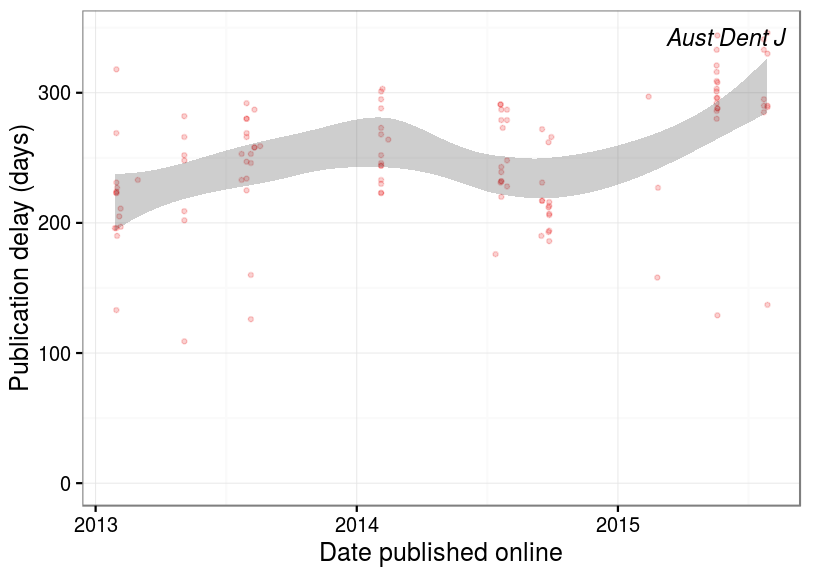 Aust Dent J
Publication delay (days)
300
200
100
0
2013 2014 2015
Date published online